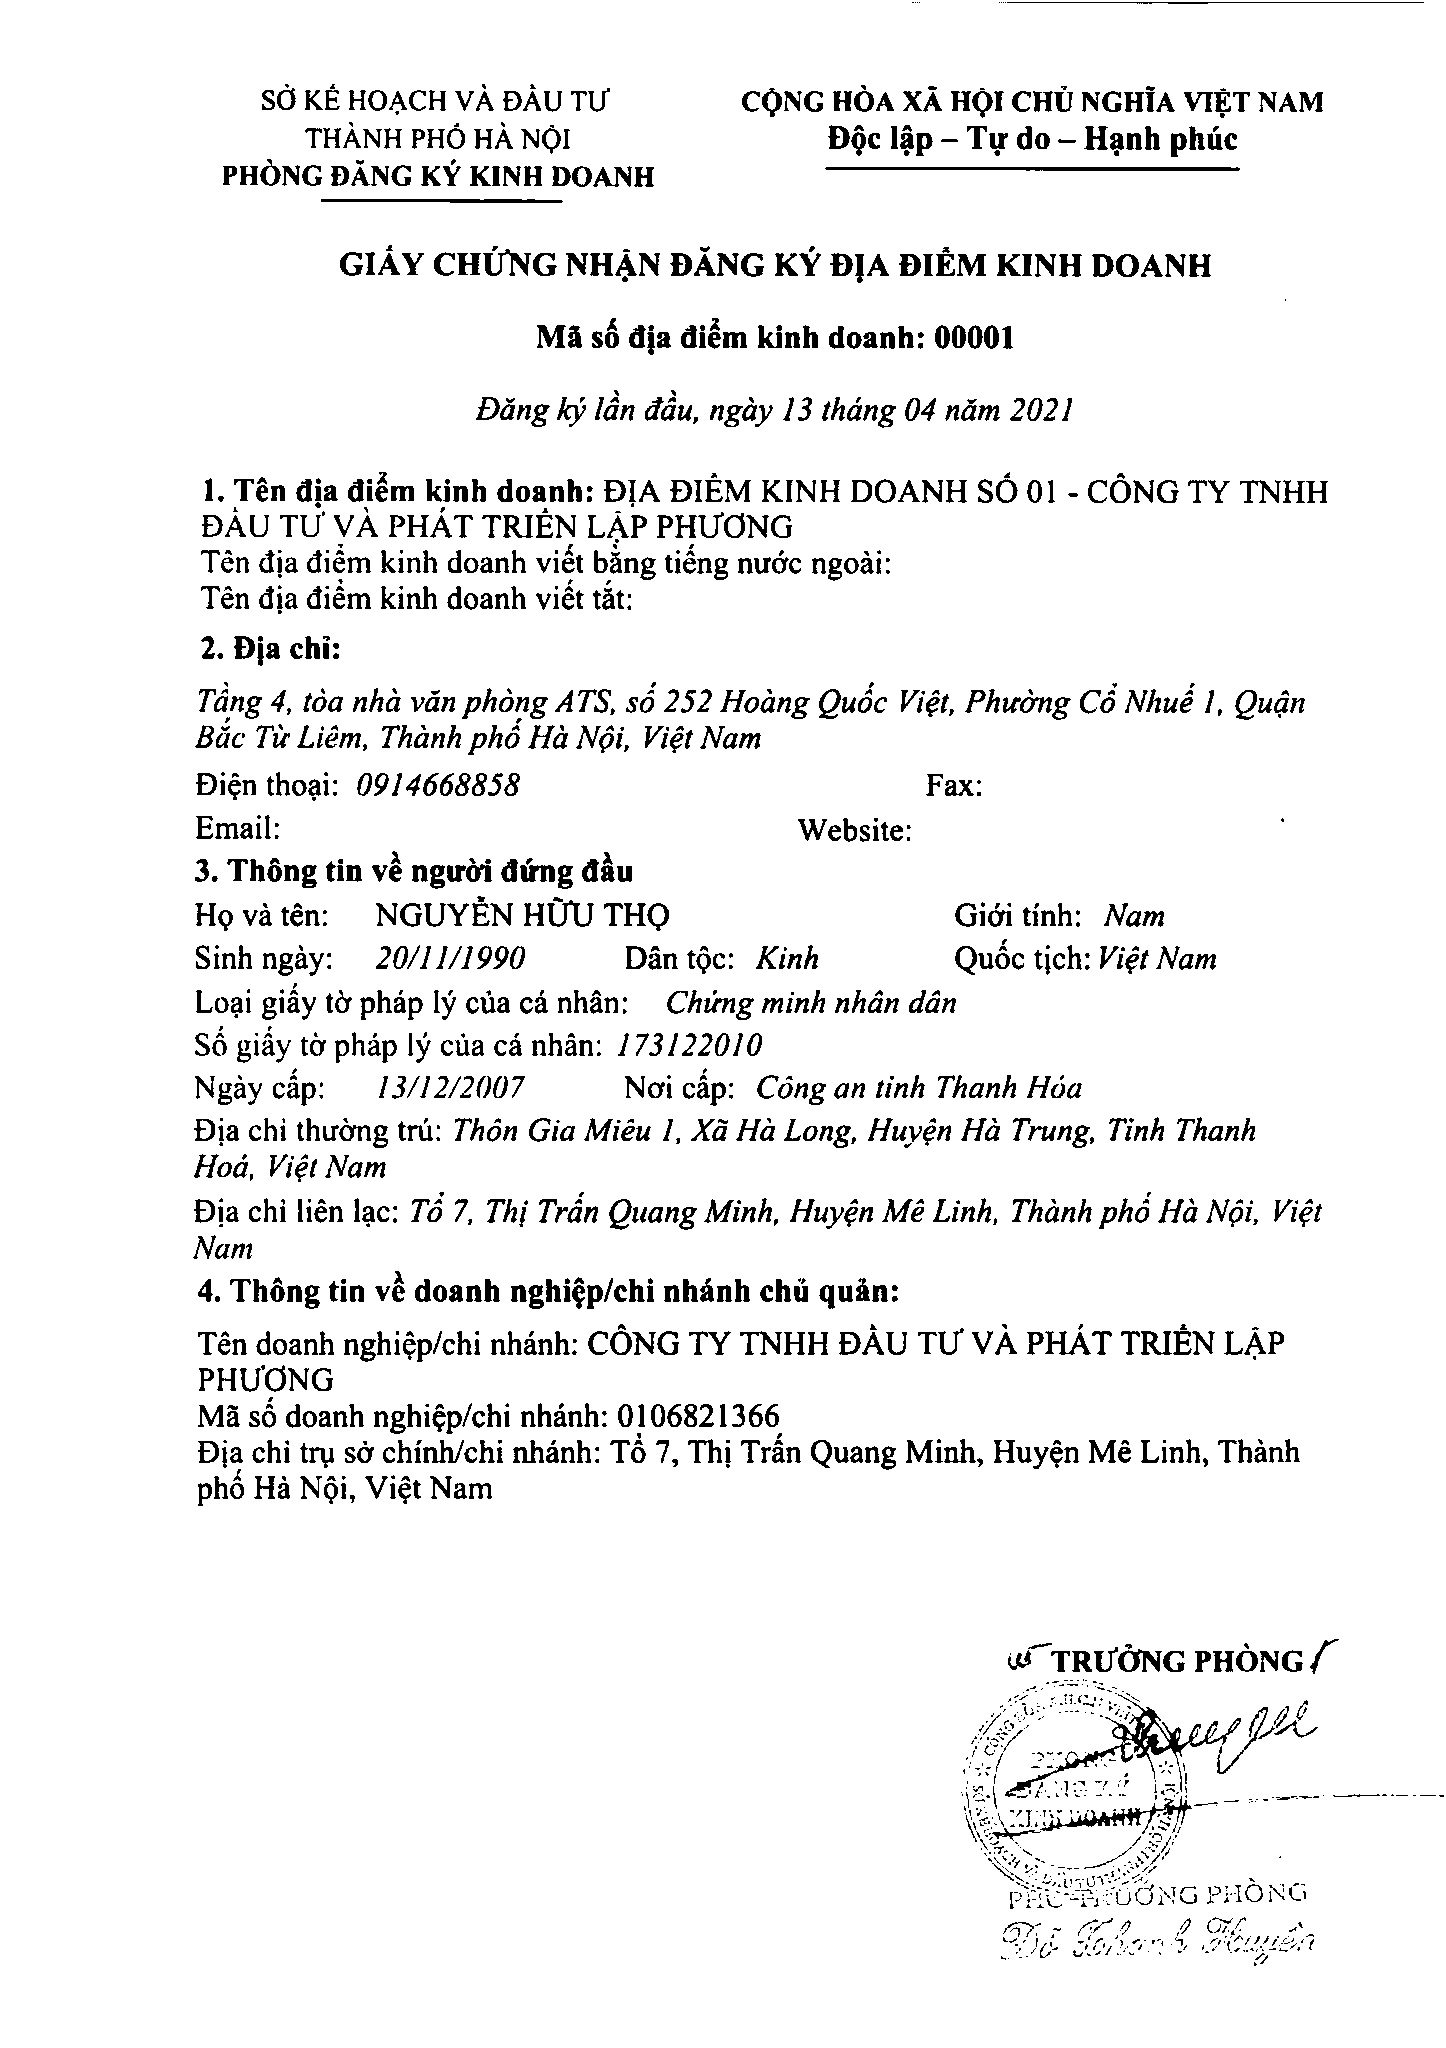 SỞ KẾ HOẠCH VÀ ĐẦU TƯ
THÀNH PHỐ HÀ NỘI
PHÒNG ĐĂNG KÝ KINH DOANH
CỘNG HÒA XÃ HỘI CHỦ NGHĨA VIỆT NAM
Độc lập – Tự do – Hạnh phúc
GIẤY CHỨNG NHẬN ĐĂNG KÝ ĐỊA ĐIỂM KINH DOANH
Mã số địa điểm kinh doanh: 00001
Đăng ký lần đầu, ngày 13 tháng 04 năm 2021
1. Tên địa điểm kinh doanh: ĐỊA ĐIỂM KINH DOANH SỐ 01 - CÔNG TY TNHH
ĐẦU TƯ VÀ PHÁT TRIỂN LẬP PHƯƠNG
Tên địa điểm kinh doanh viết bằng tiếng nước ngoài:
Tên địa điểm kinh doanh viết tắt:
2. Địa chỉ:
Tầng 4, tòa nhà văn phòng ATS, số 252 Hoàng Quốc Việt, Phường Cổ Nhuế 1, Quận
Bắc Từ Liêm, Thành phố Hà Nội, Việt Nam
Điện thoại: 0914668858 Fax:
Email: Website:
3. Thông tin về người đứng đầu
Họ và tên: NGUYỄN HỮU THỌ Giới tính: Nam
Sinh ngày: 20/11/1990 Dân tộc: Kinh Quốc tịch: Việt Nam
Loại giấy tờ pháp lý của cá nhân: Chứng minh nhân dân
Số giấy tờ pháp lý của cá nhân: 173122010
Ngày cấp: 13/12/2007 Nơi cấp: Công an tỉnh Thanh Hóa
Địa chỉ thường trú: Thôn Gia Miêu 1, Xã Hà Long, Huyện Hà Trung, Tỉnh Thanh
Hoá, Việt Nam
Địa chỉ liên lạc: Tổ 7, Thị Trấn Quang Minh, Huyện Mê Linh, Thành phố Hà Nội, Việt
Nam
4. Thông tin về doanh nghiệp/chi nhánh chủ quản:
Tên doanh nghiệp/chi nhánh: CÔNG TY TNHH ĐẦU TƯ VÀ PHÁT TRIỂN LẬP
PHƯƠNG
Mã số doanh nghiệp/chi nhánh: 0106821366
Địa chỉ trụ sở chính/chi nhánh: Tổ 7, Thị Trấn Quang Minh, Huyện Mê Linh, Thành
phố Hà Nội, Việt Nam
TRƯỞNG PHÒNG
PHÒNG
ĐĂNG KÝ
KINH DOANH
PHÓ TRƯỞNG PHÒNG
Đỗ Thanh Huyền